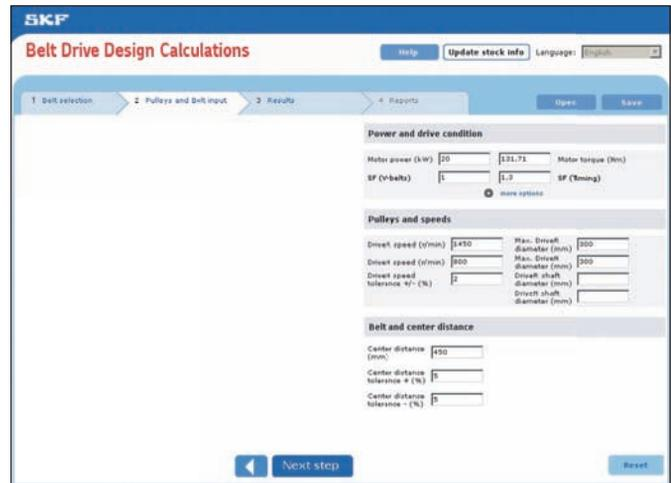 SKF
Belt Drive Design Calculations
Help Update stock info Language: English
1 Belt selection 2 Pulleys and Belt input 3 Results 4 Reports Open Save
Power and drive condition
Motor power (kW) 20 131.71 Motor torque (Nm)
SF (V-belts) 1 1.3 SF (Timing)
more options
Pulleys and speeds
DriveR speed (r/min) 1450 Max. DriveR diameter (mm) 300
DriveN speed (r/min) 800 Max. DriveN diameter (mm) 300
DriveN speed tolerance +/- (%) 2 DriveR shaft diameter (mm)
DriveN shaft diameter (mm)
Belt and center distance
Center distance (mm) 450
Center distance tolerance + (%) 5
Center distance tolerance - (%) 5
Next step Reset